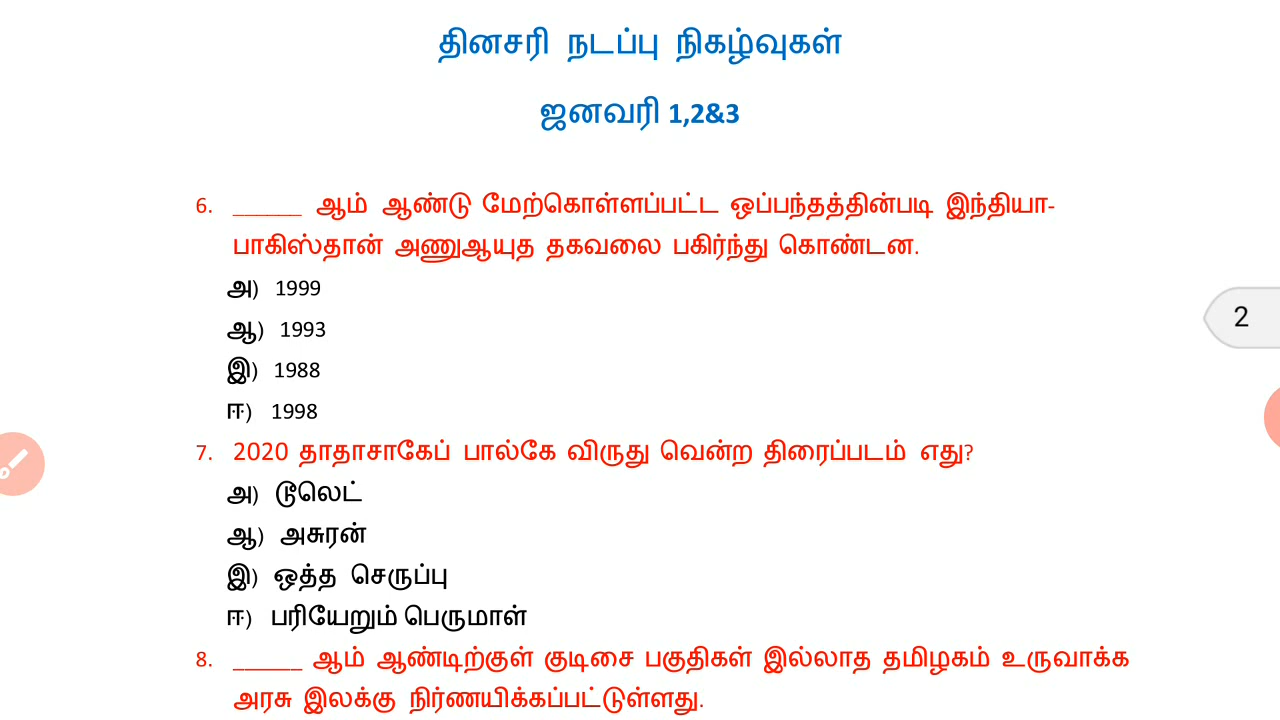 தினசரி நடப்பு நிகழ்வுகள்
ஜனவரி 1,2&3
6. ______ ஆம் ஆண்டு மேற்கொள்ளப்பட்ட ஒப்பந்தத்தின்படி இந்தியா-
பாகிஸ்தான் அணுஆயுத தகவலை பகிர்ந்து கொண்டன.
அ) 1999
ஆ) 1993
இ) 1988
ஈ) 1998
7. 2020 தாதாசாகேப் பால்கே விருது வென்ற திரைப்படம் எது?
அ) டூலெட்
ஆ) அசுரன்
இ) ஒத்த செருப்பு
ஈ) பரியேறும் பெருமாள்
8. ______ ஆம் ஆண்டிற்குள் குடிசை பகுதிகள் இல்லாத தமிழகம் உருவாக்க
அரசு இலக்கு நிர்ணயிக்கப்பட்டுள்ளது.
2